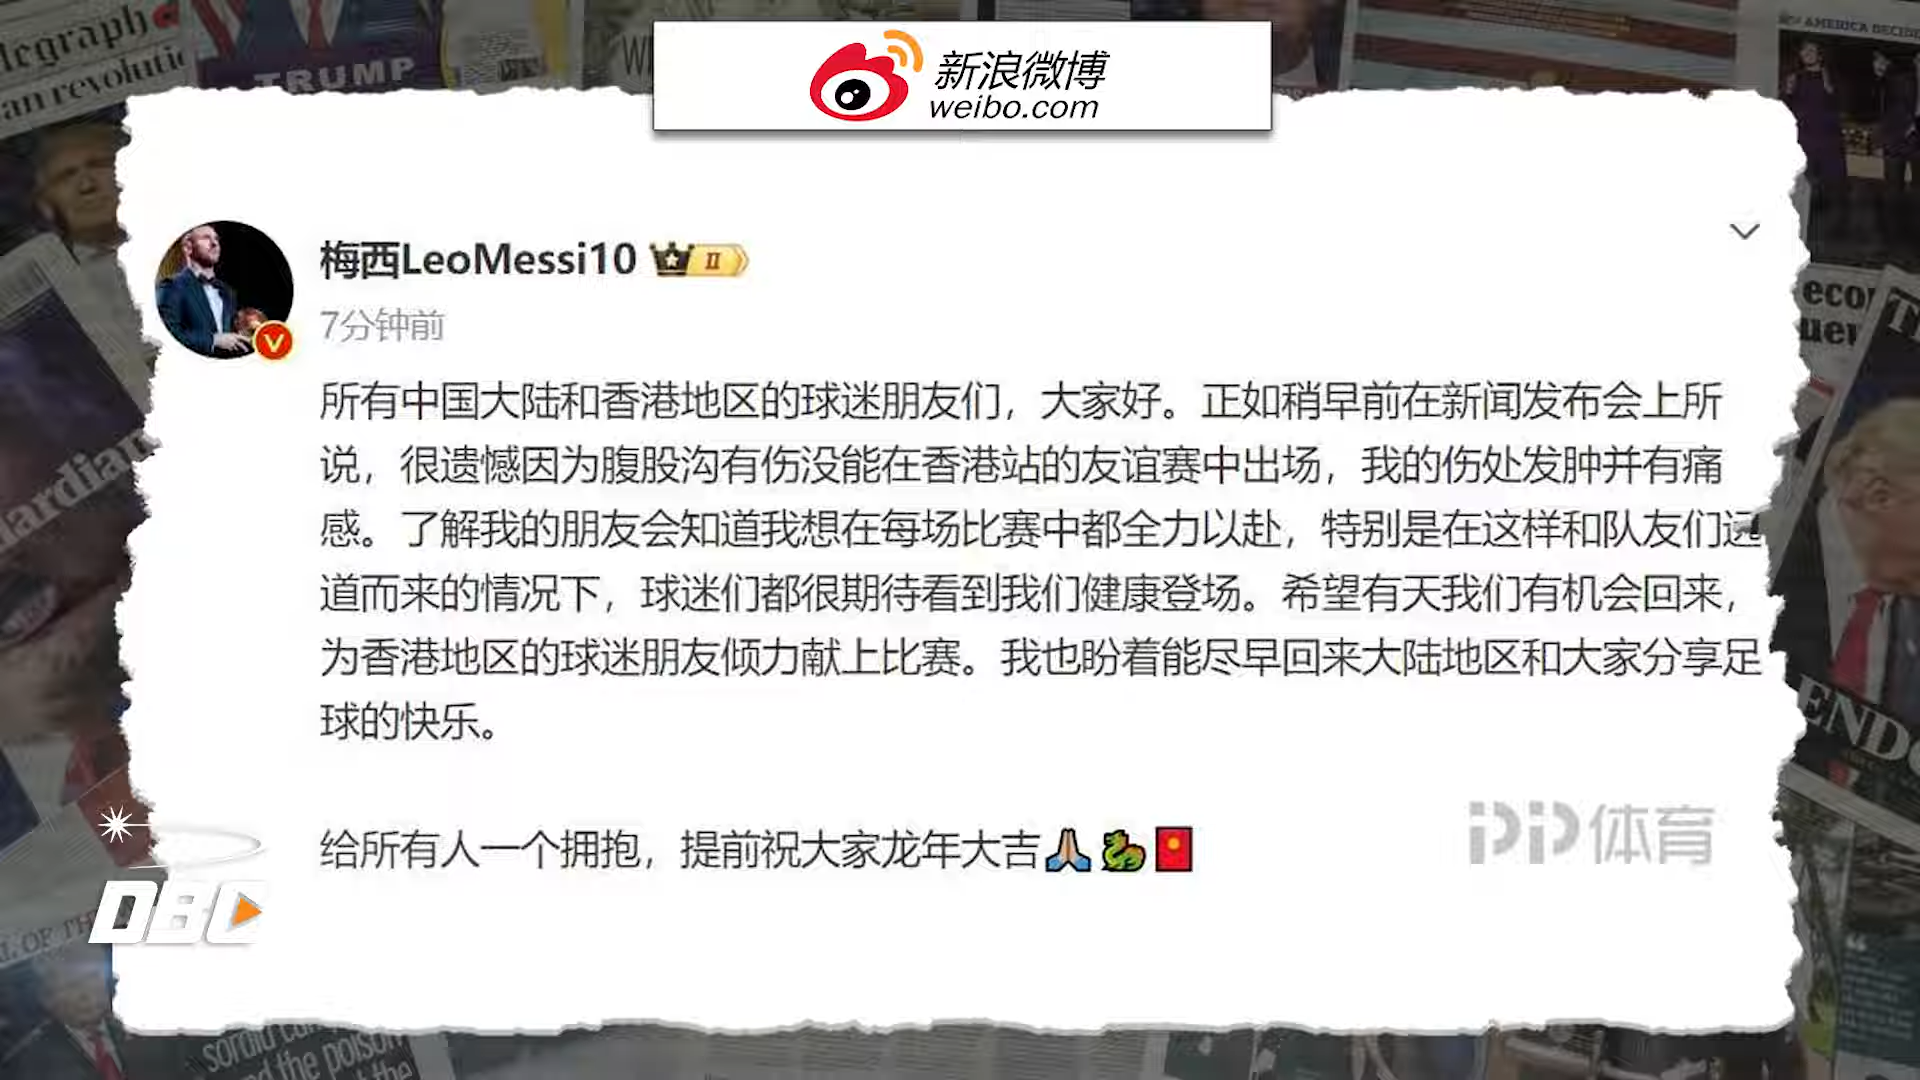 新浪微博
weibo.com
梅西LeoMessi10
II
7分钟前
所有中国大陆和香港地区的球迷朋友们，大家好。正如稍早前在新闻发布会上所
说，很遗憾因为腹股沟有伤没能在香港站的友谊赛中出场，我的伤处发肿并有痛
感。了解我的朋友会知道我想在每场比赛中都全力以赴，特别是在这样和队友们远
道而来的情况下，球迷们都很期待看到我们健康登场。希望有天我们有机会回来，
为香港地区的球迷朋友倾力献上比赛。我也盼着能尽早回来大陆地区和大家分享足
球的快乐。
给所有人一个拥抱，提前祝大家龙年大吉🙏🏼🐉🧧
体育
DBC
TRUMP